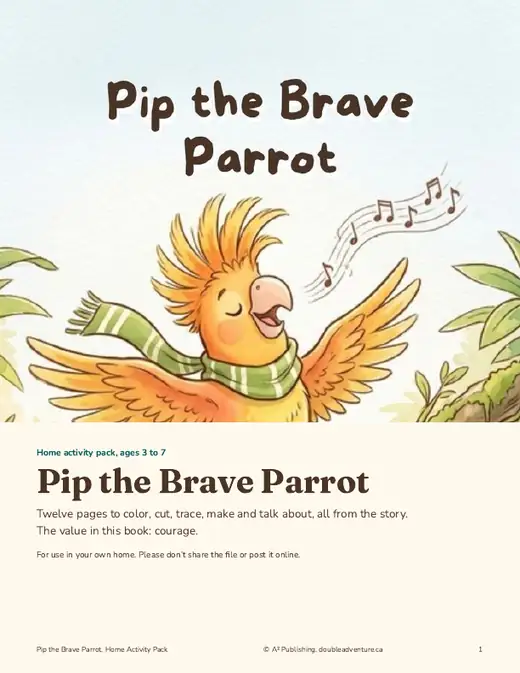 Pip the Brave
Parrot
Home activity pack, ages 3 to 7
Pip the Brave Parrot
Twelve pages to color, cut, trace, make and talk about, all from the story.
The value in this book: courage.
For use in your own home. Please don't share the file or post it online.
Pip the Brave Parrot, Home Activity Pack © A² Publishing, doubleadventure.ca 1